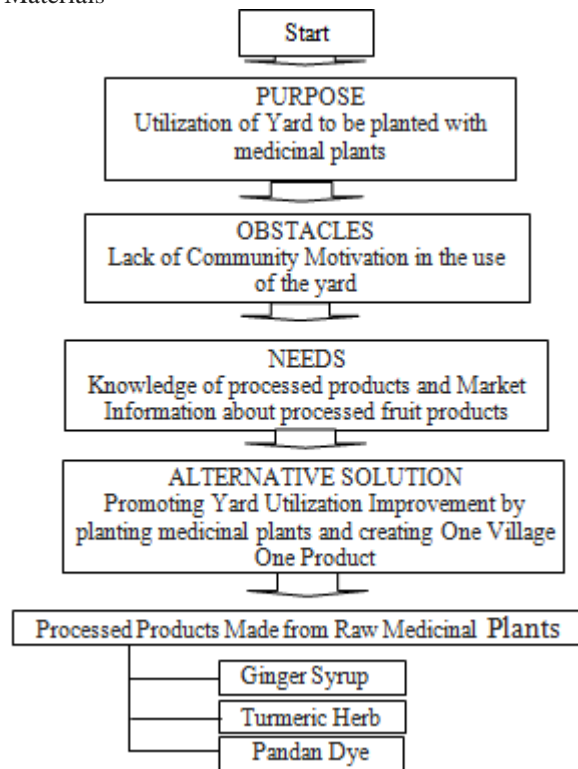 Materials
Start
PURPOSE
Utilization of Yard to be planted with
medicinal plants
OBSTACLES
Lack of Community Motivation in the use
of the yard
NEEDS
Knowledge of processed products and Market
Information about processed fruit products
ALTERNATIVE SOLUTION
Promoting Yard Utilization Improvement by
planting medicinal plants and creating One Village
One Product
Processed Products Made from Raw Medicinal Plants
Ginger Syrup
Turmeric Herb
Pandan Dye